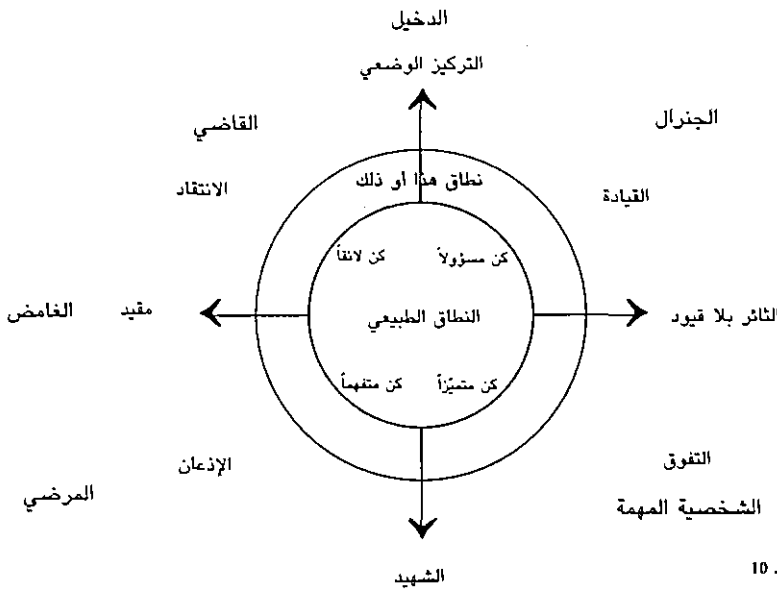 الدخيل
التركيز الوضعي
الجنرال
القاضي
نطاق هذا أو ذلك
القيادة
الانتقاد
كن مسؤولاً
كن لائقاً
الثائر بلا قيود
النطاق الطبيعي
مقيد
الغامض
كن متميّزاً
كن متفهماً
التفوق
الإذعان
الشخصية المهمة
المرضي
الشهيد
10 .